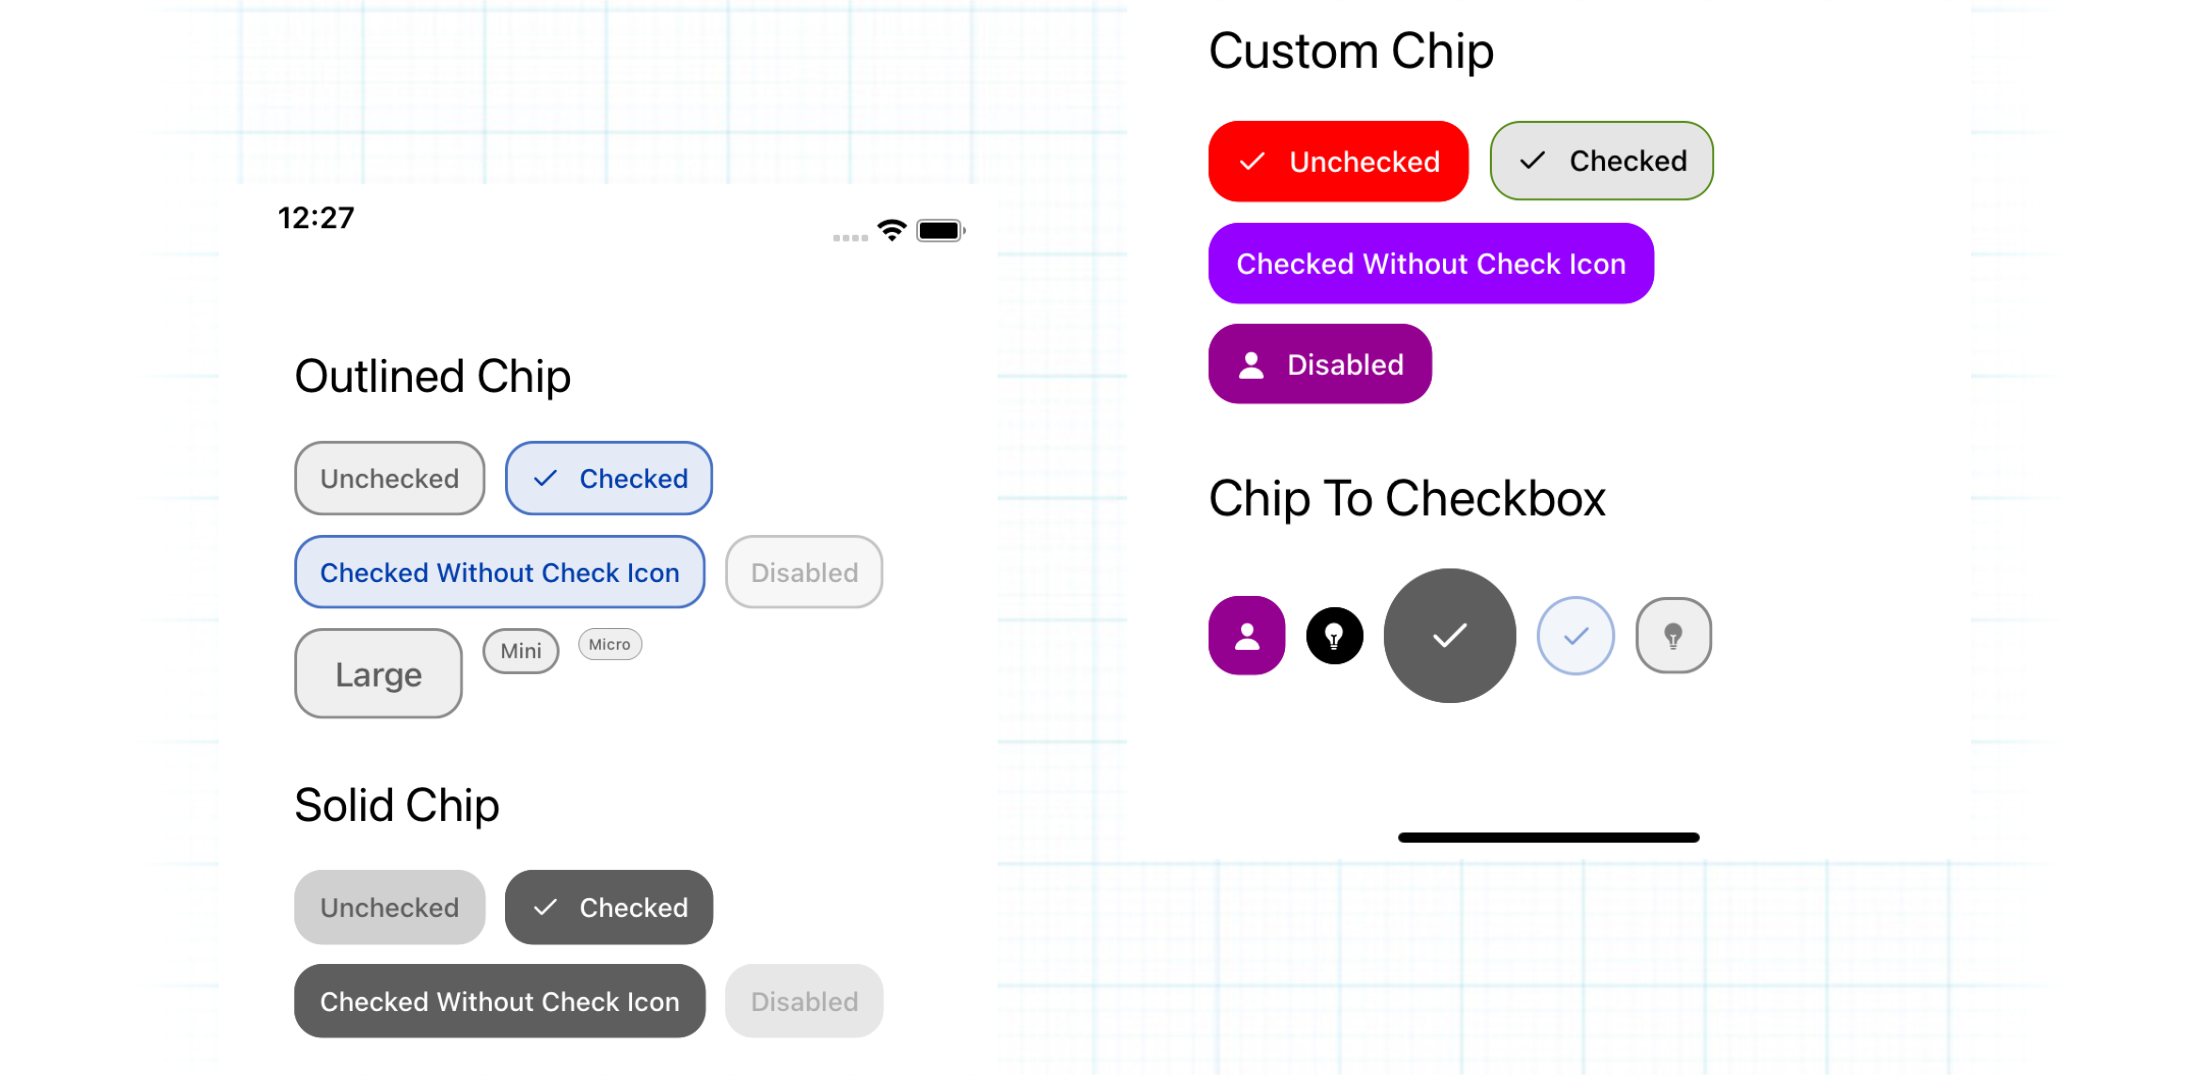 12:27
Outlined Chip
Unchecked
Checked
Checked Without Check Icon
Disabled
Large
Mini
Micro
Solid Chip
Unchecked
Checked
Checked Without Check Icon
Disabled
Custom Chip
Unchecked
Checked
Checked Without Check Icon
Disabled
Chip To Checkbox